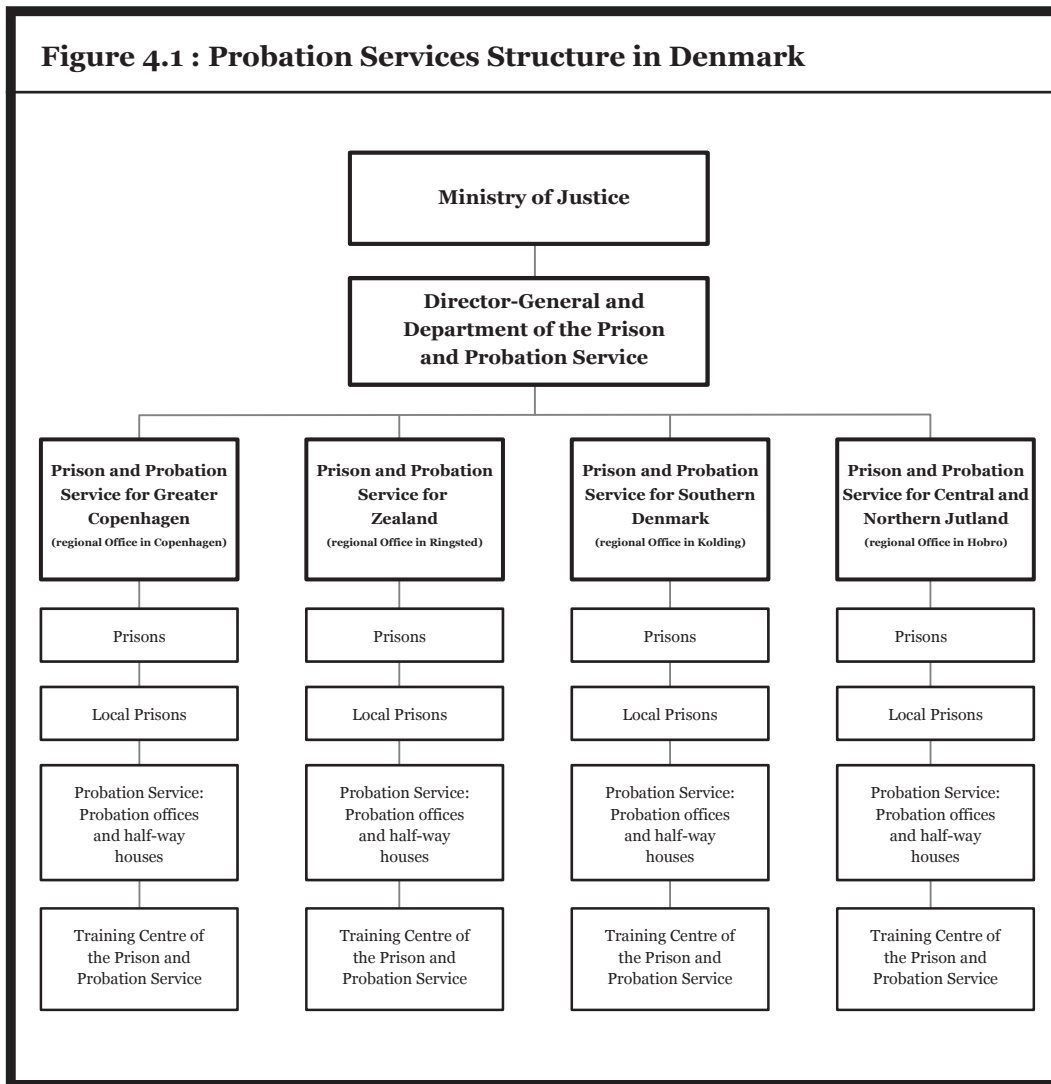 Figure 4.1 : Probation Services Structure in Denmark
Ministry of Justice
Director-General and
Department of the Prison
and Probation Service
Prison and Probation
Service for Greater
Copenhagen
(regional Office in Copenhagen)
Prison and Probation
Service for
Zealand
(regional Office in Ringsted)
Prison and Probation
Service for Southern
Denmark
(regional Office in Kolding)
Prison and Probation
Service for Central and
Northern Jutland
(regional Office in Hobro)
Prisons
Prisons
Prisons
Prisons
Local Prisons
Local Prisons
Local Prisons
Local Prisons
Probation Service:
Probation offices
and half-way
houses
Probation Service:
Probation offices
and half-way
houses
Probation Service:
Probation offices
and half-way
houses
Probation Service:
Probation offices
and half-way
houses
Training Centre of
the Prison and
Probation Service
Training Centre of
the Prison and
Probation Service
Training Centre of
the Prison and
Probation Service
Training Centre of
the Prison and
Probation Service